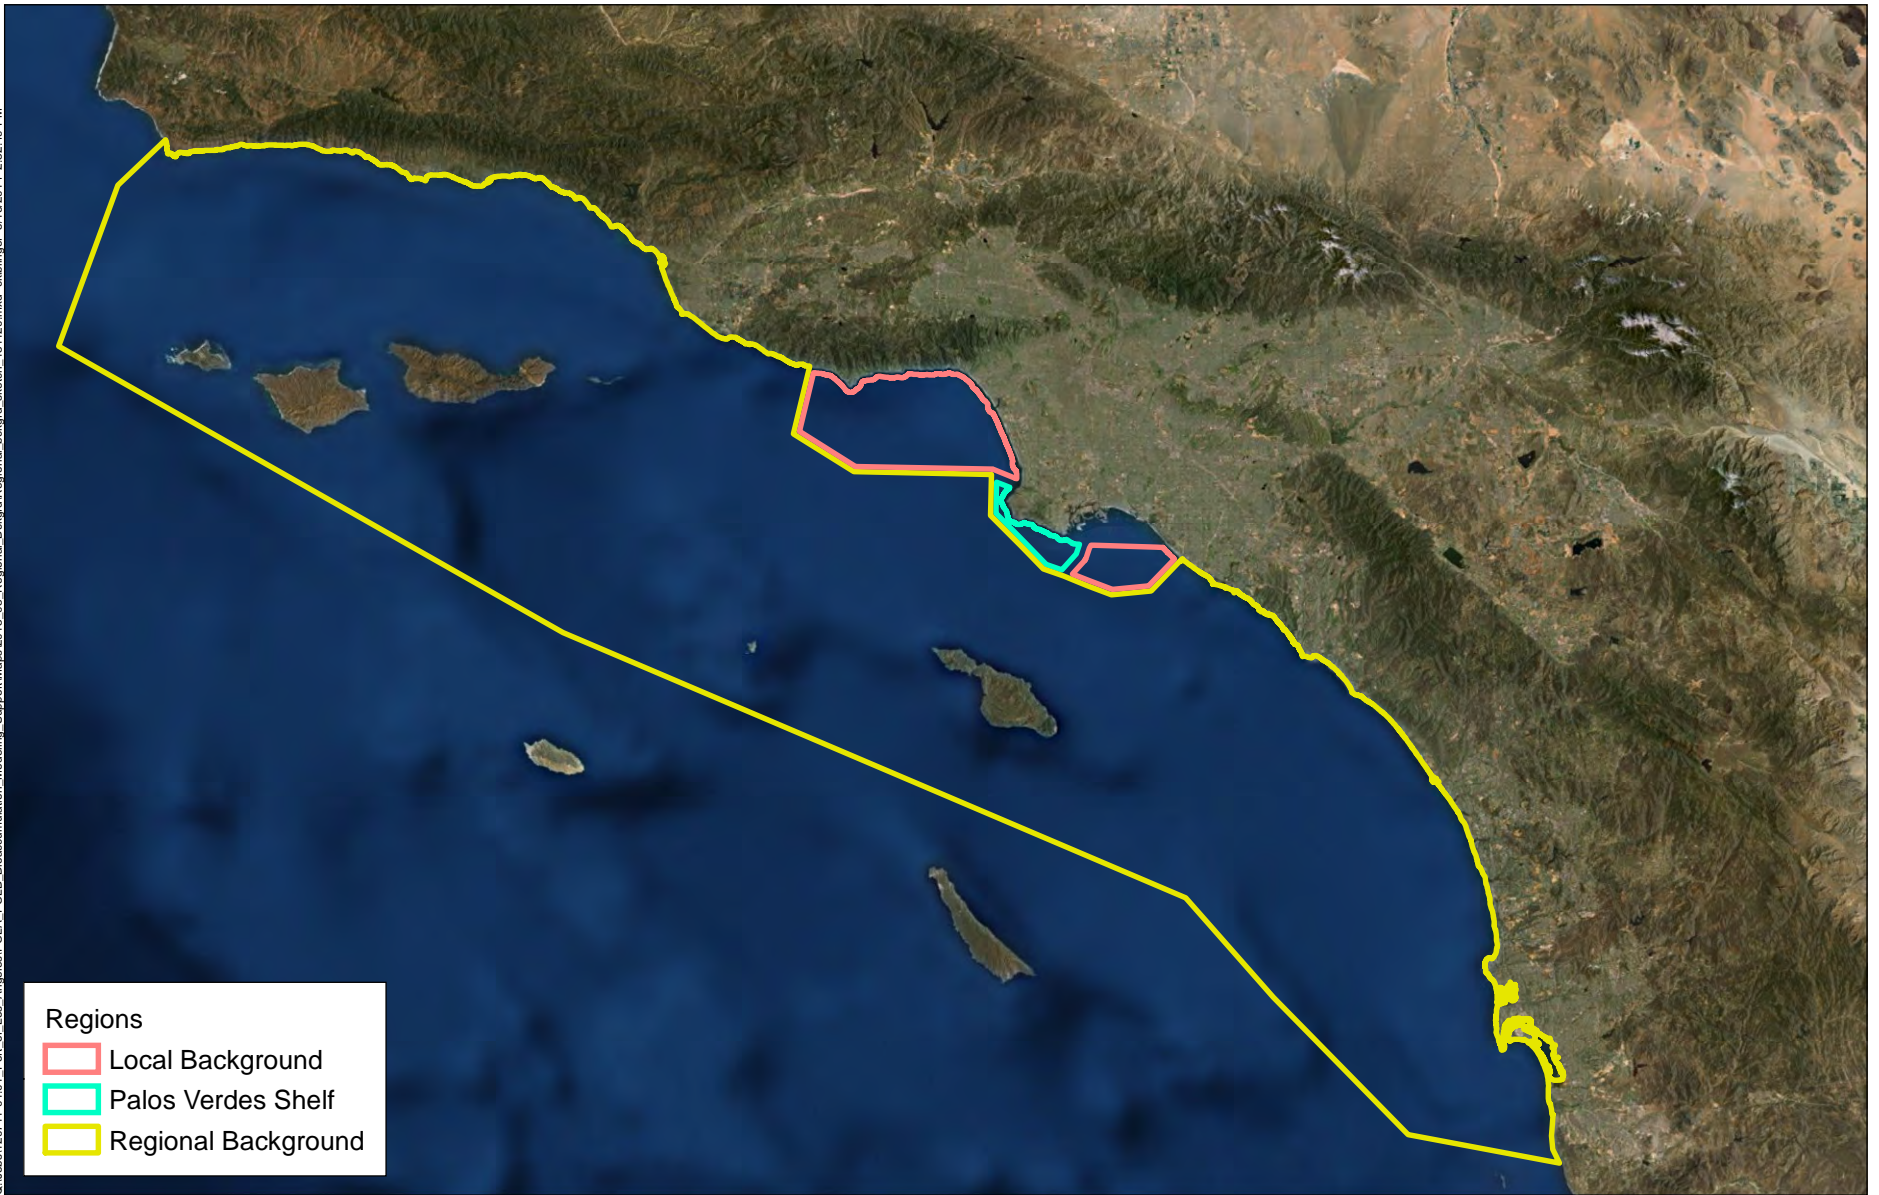 Regions
Local Background
Palos Verdes Shelf
Regional Background